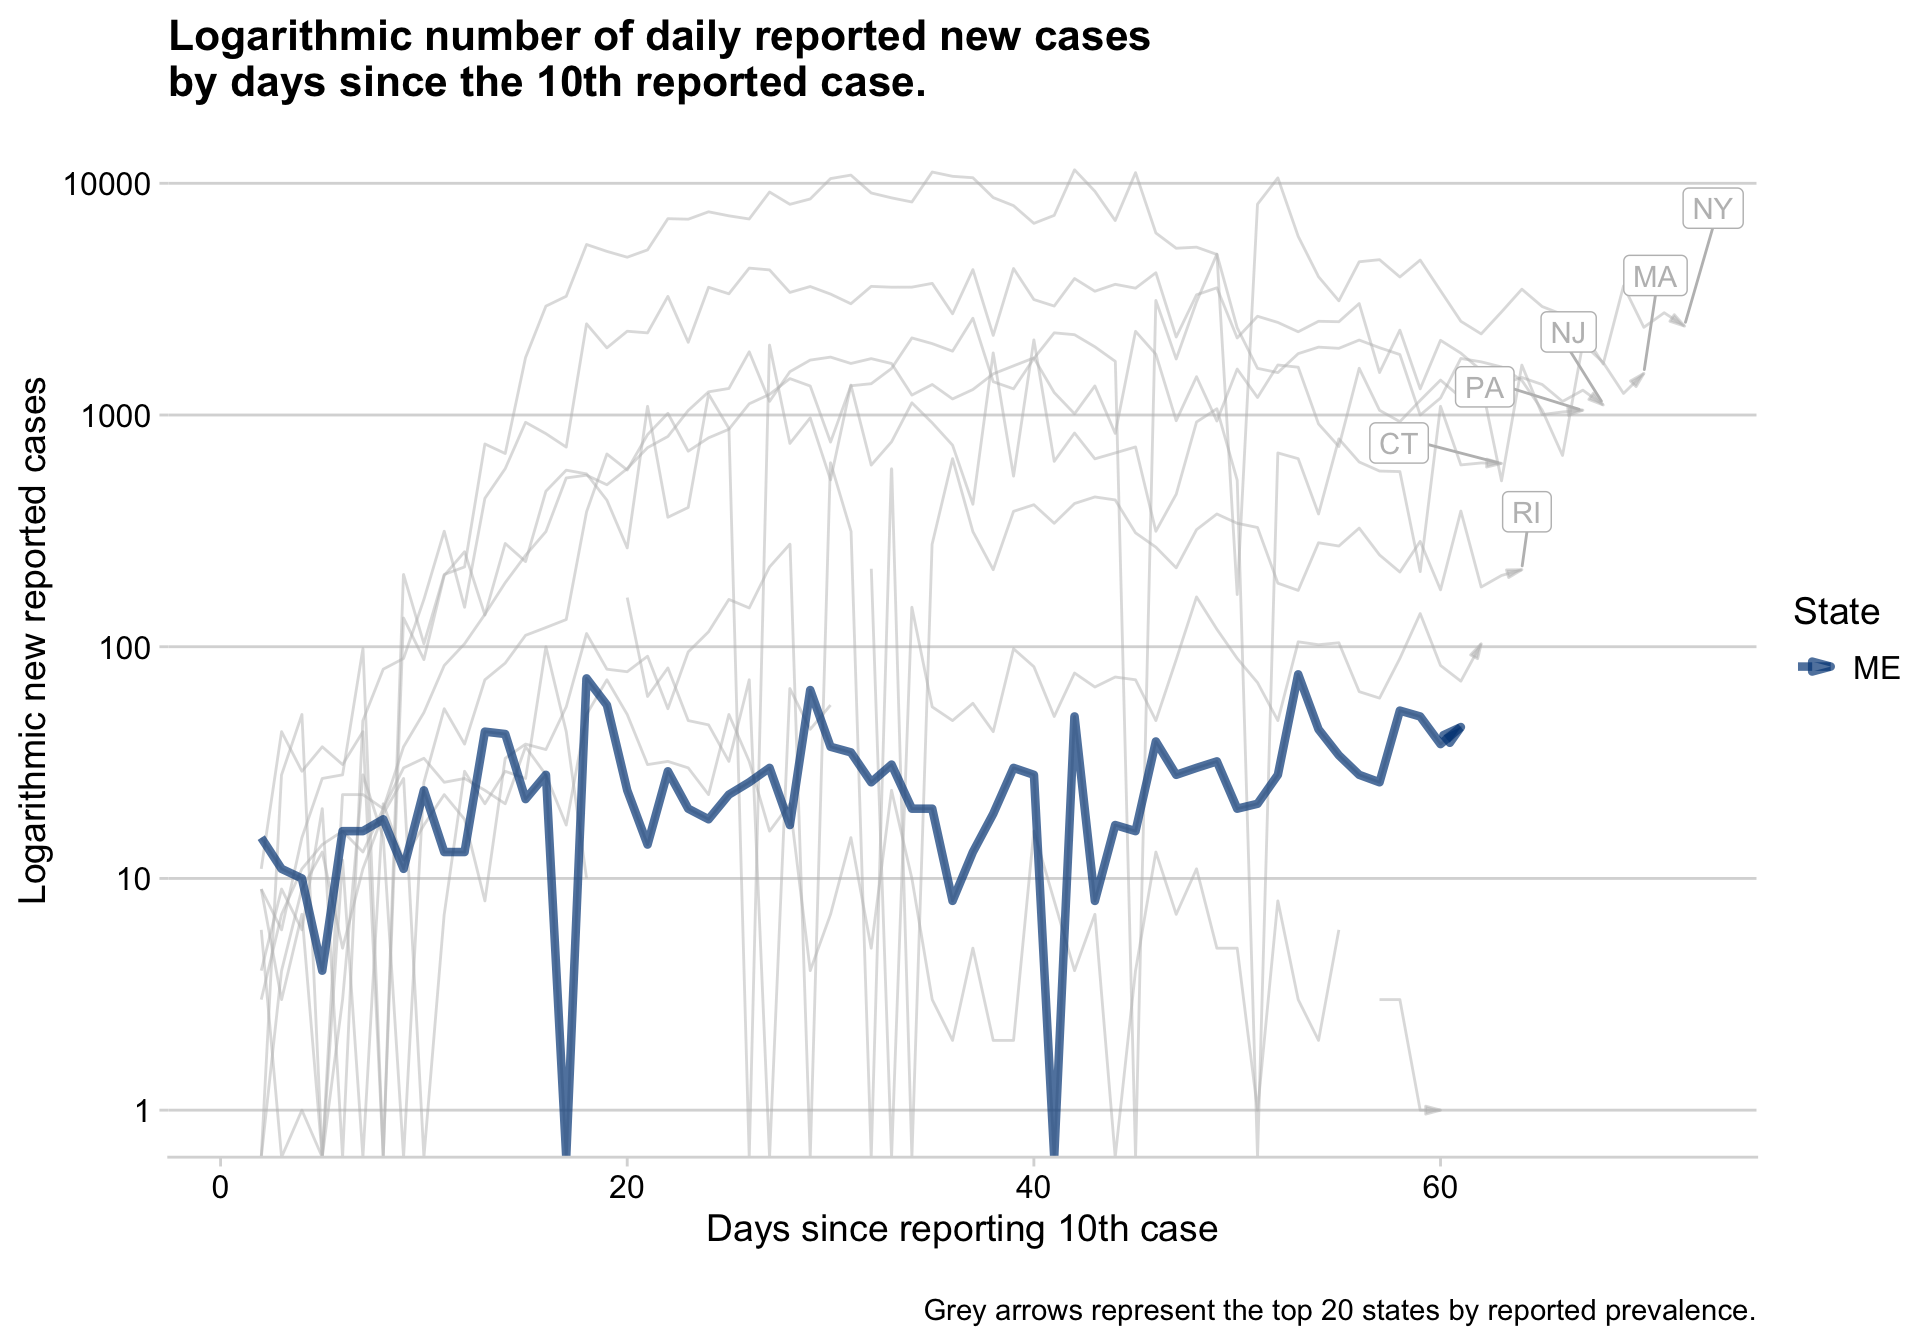 Logarithmic number of daily reported new cases
by days since the 10th reported case.
Logarithmic new reported cases
10000
1000
100
10
1
NY
MA
NJ
PA
CT
RI
State
ME
0
20
40
60
Days since reporting 10th case
Grey arrows represent the top 20 states by reported prevalence.